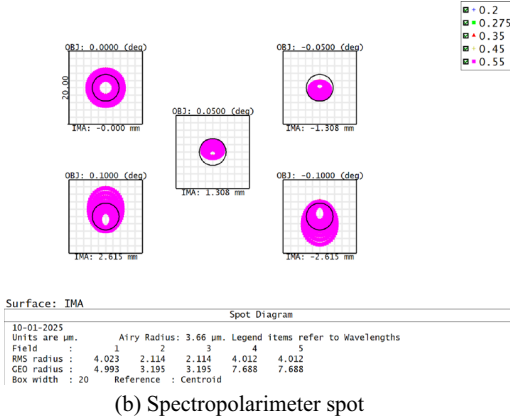 + 0.2
▪ 0.275
▲ 0.35
+ 0.45
▪ 0.55
OBJ: 0.0000 (deg)
20.00
IMA: -0.000 mm
OBJ: -0.0500 (deg)
IMA: -1.308 mm
OBJ: 0.0500 (deg)
IMA: 1.308 mm
OBJ: 0.1000 (deg)
IMA: 2.615 mm
OBJ: -0.1000 (deg)
IMA: -2.615 mm
Surface: IMA
Spot Diagram
10-01-2025
Units are µm. Airy Radius: 3.66 µm. Legend items refer to Wavelengths
Field : 1 2 3 4 5
RMS radius : 4.023 2.114 2.114 4.012 4.012
GEO radius : 4.993 3.195 3.195 7.688 7.688
Box width : 20 Reference : Centroid
(b) Spectropolarimeter spot